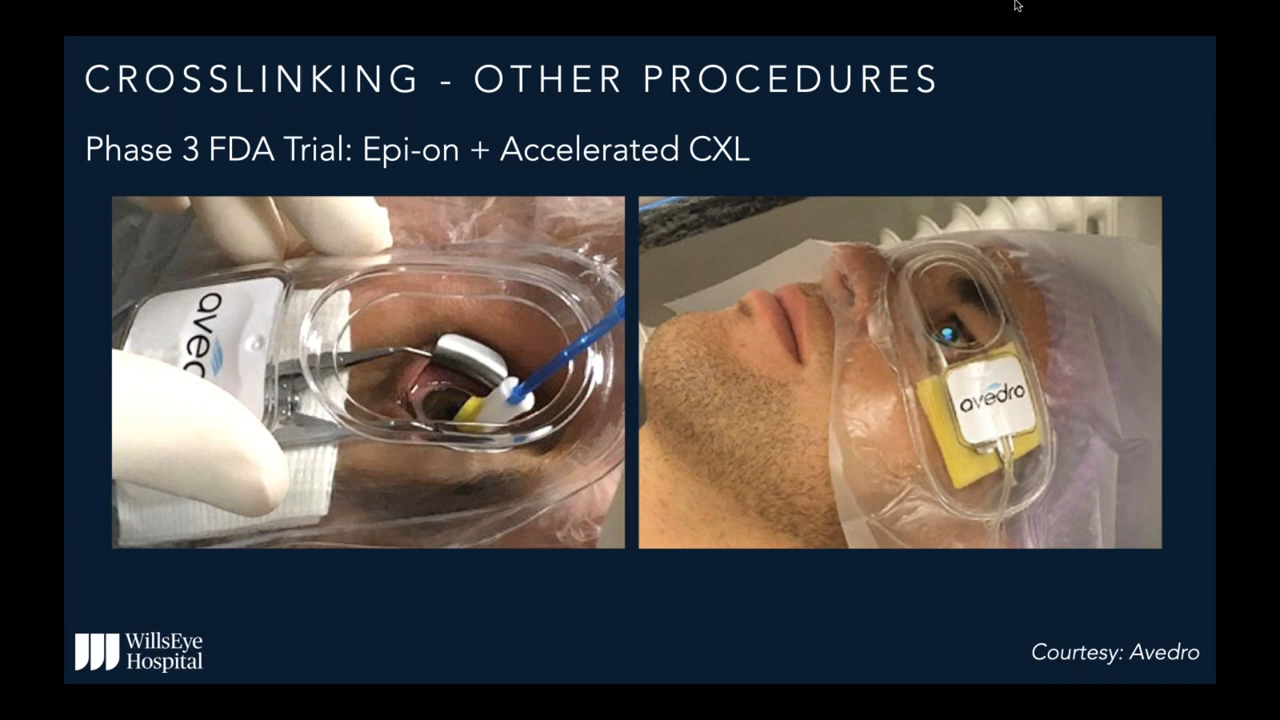 CROSSLINKING - OTHER PROCEDURES
Phase 3 FDA Trial: Epi-on + Accelerated CXL
avedro
WillsEye
Hospital
Courtesy: Avedro